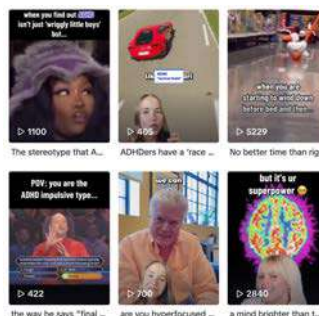 when you find out ADHD
isn't just 'wriggly little boys'
but...
1100
The stereotype that A...
405
ADHDers have a 'race ...
when you are
starting to wind down
before bed and then...
5229
No better time than rig
POV: you are the
ADHD impulsive type...
422
the way he says "final ...
we can
700
are you hyperfocused ...
but it's ur
superpower
2840
a mind brighter than t...